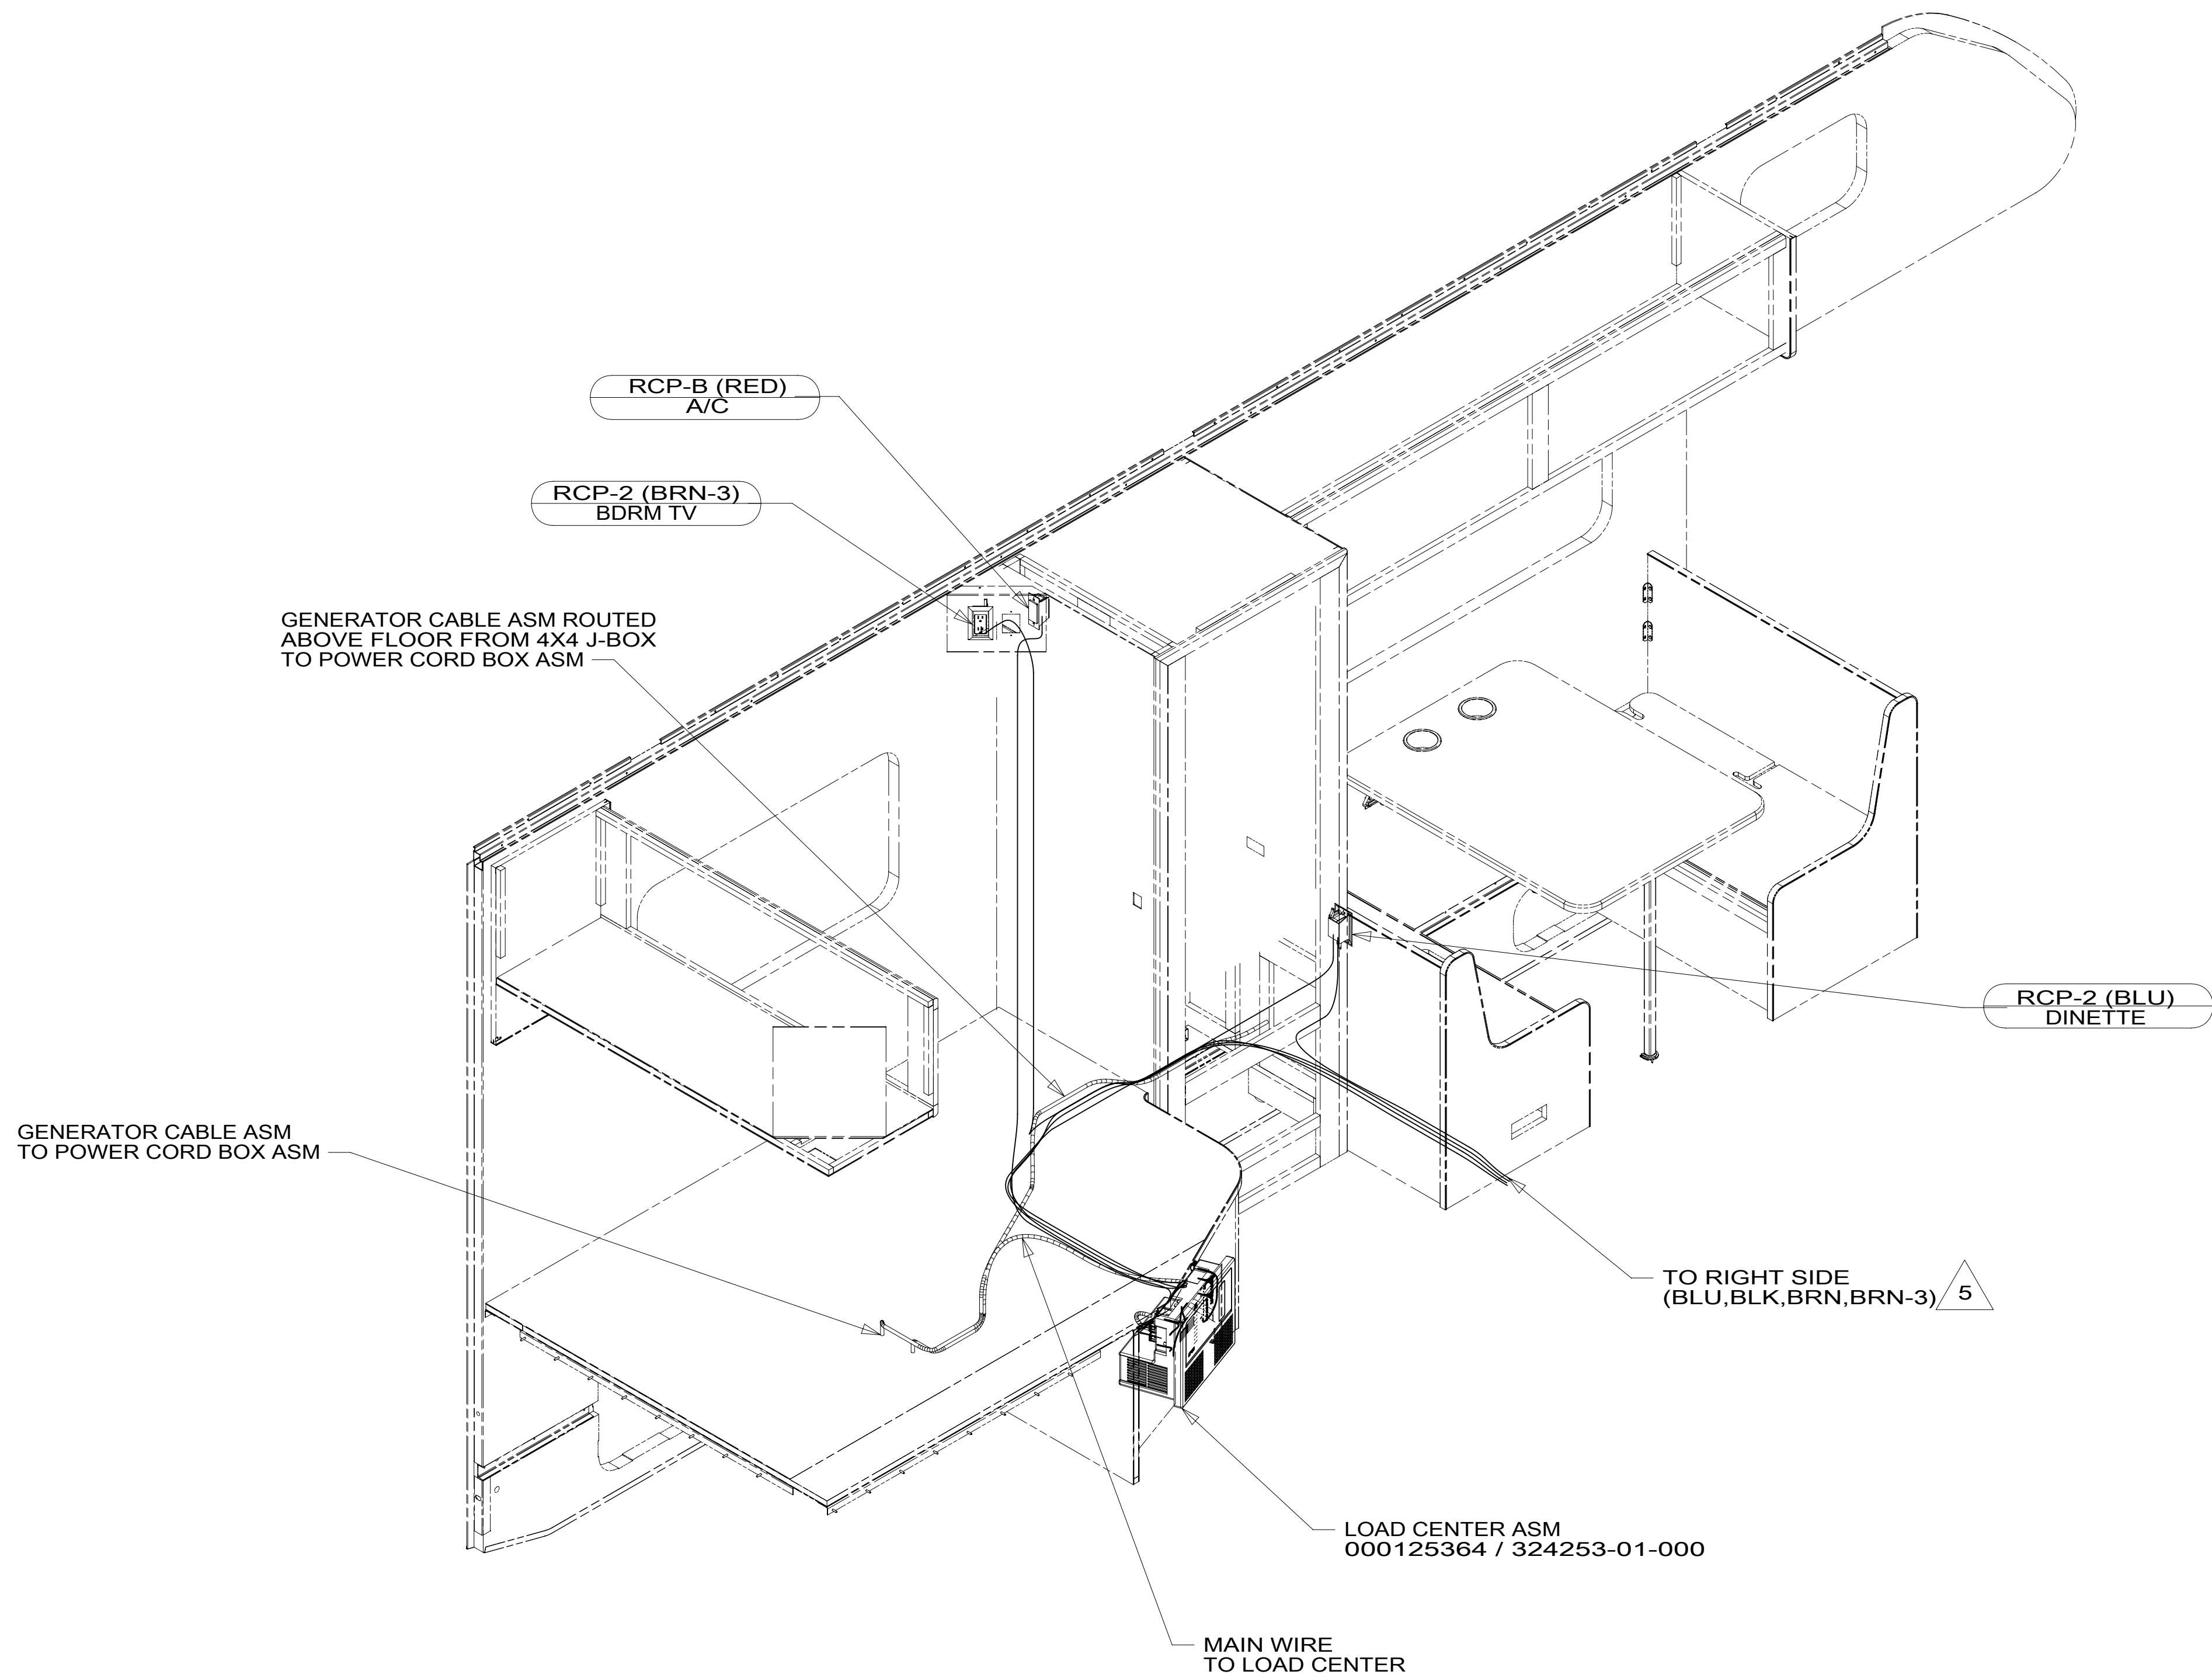 RCP-B (RED)
A/C
RCP-2 (BRN-3)
BDRM TV
GENERATOR CABLE ASM ROUTED
ABOVE FLOOR FROM 4X4 J-BOX
TO POWER CORD BOX ASM
RCP-2 (BLU)
DINETTE
GENERATOR CABLE ASM
TO POWER CORD BOX ASM
TO RIGHT SIDE
(BLU,BLK,BRN,BRN-3) 5
LOAD CENTER ASM
000125364 / 324253-01-000
MAIN WIRE
TO LOAD CENTER